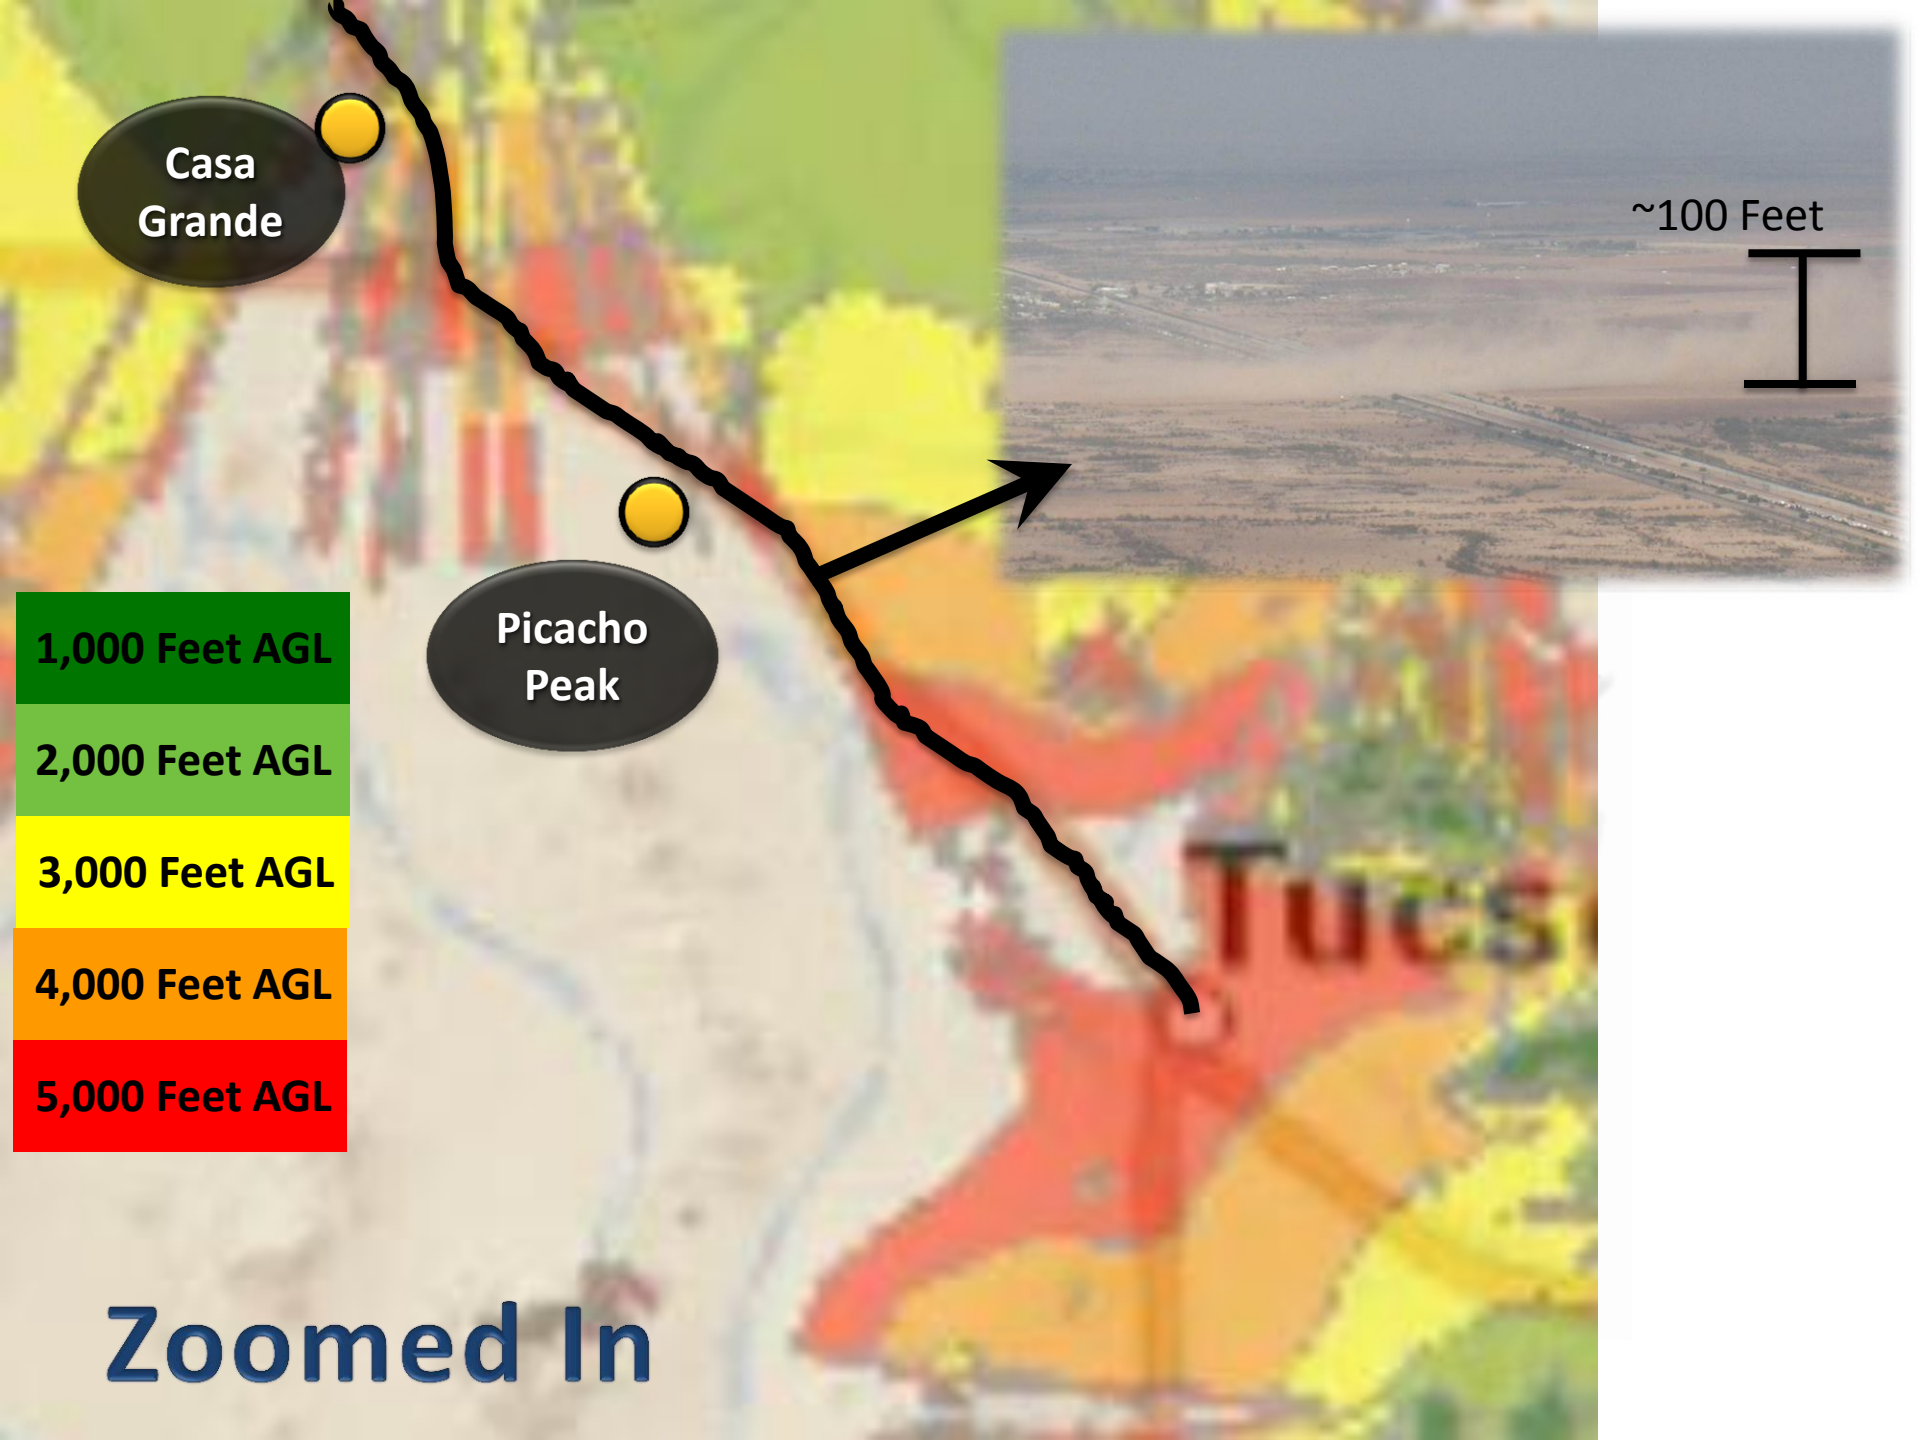 Casa
Grande
~100 Feet
Picacho
Peak
1,000 Feet AGL
2,000 Feet AGL
3,000 Feet AGL
4,000 Feet AGL
5,000 Feet AGL
Tucs
Zoomed In